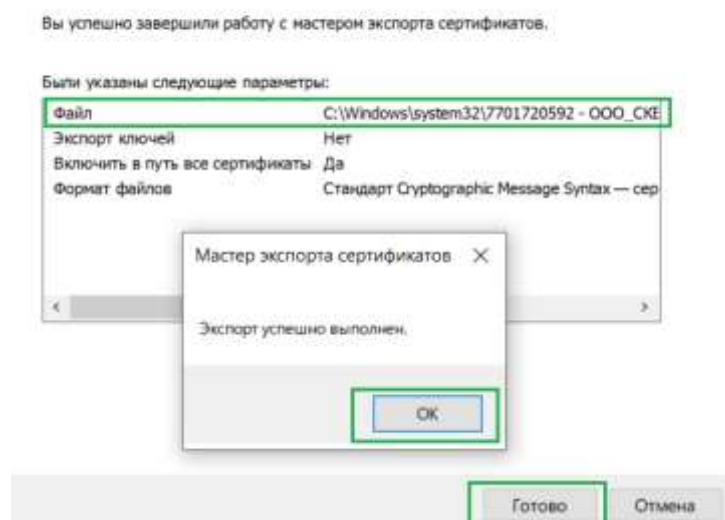 Вы успешно завершили работу с мастером экспорта сертификатов.
Были указаны следующие параметры:
Файл C:\Windows\system32\7701720592 - ООО_СКЕ
Экспорт ключей Нет
Включить в путь все сертификаты Да
Формат файлов Стандарт Cryptographic Message Syntax — сер
Мастер экспорта сертификатов
Экспорт успешно выполнен.
OK
Готово Отмена